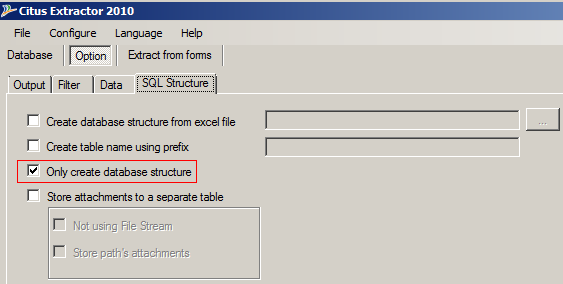 Citus Extractor 2010
File Configure Language Help
Database Option Extract from forms
Output Filter Data SQL Structure
Create database structure from excel file ...
Create table name using prefix
Only create database structure
Store attachments to a separate table
Not using File Stream
Store path's attachments